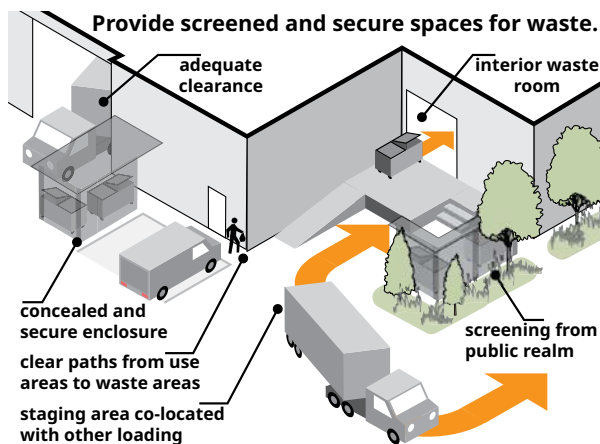 Provide screened and secure spaces for waste.
adequate
clearance
interior waste
room
concealed and
secure enclosure
clear paths from use
areas to waste areas
staging area co-located
with other loading
screening from
public realm